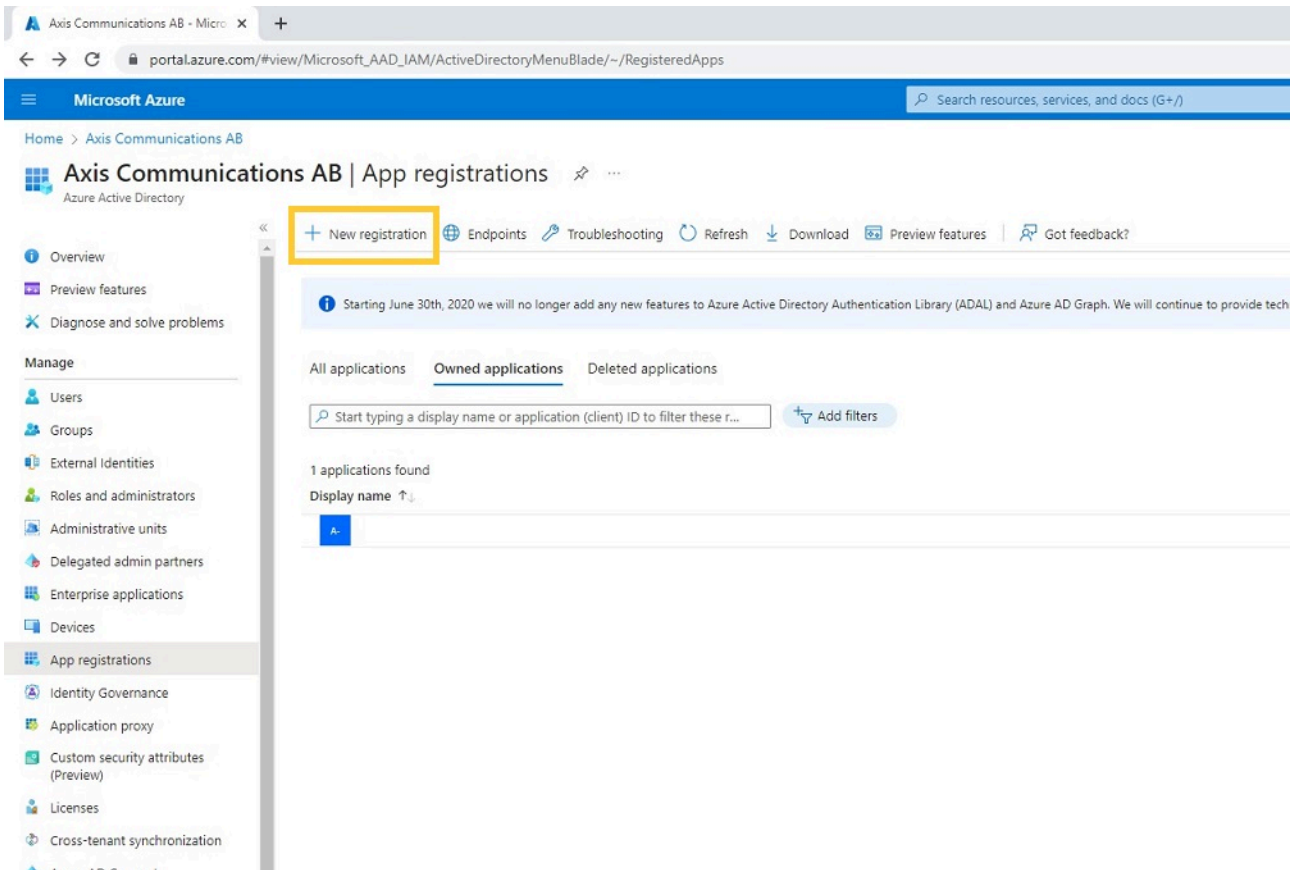 Axis Communications AB - Micro
portal.azure.com/#view/Microsoft_AAD_IAM/ActiveDirectoryMenuBlade/~/RegisteredApps
Microsoft Azure
Search resources, services, and docs (G+/)
Home > Axis Communications AB
Axis Communications AB | App registrations
Azure Active Directory
+ New registration Endpoints Troubleshooting Refresh Download Preview features Got feedback?
Overview
Preview features
Diagnose and solve problems
Manage
Users
Groups
External Identities
Roles and administrators
Administrative units
Delegated admin partners
Enterprise applications
Devices
App registrations
Identity Governance
Application proxy
Custom security attributes
(Preview)
Licenses
Cross-tenant synchronization
Starting June 30th, 2020 we will no longer add any new features to Azure Active Directory Authentication Library (ADAL) and Azure AD Graph. We will continue to provide tech
All applications Owned applications Deleted applications
Start typing a display name or application (client) ID to filter these r...
Add filters
1 applications found
Display name ↑↓
A-